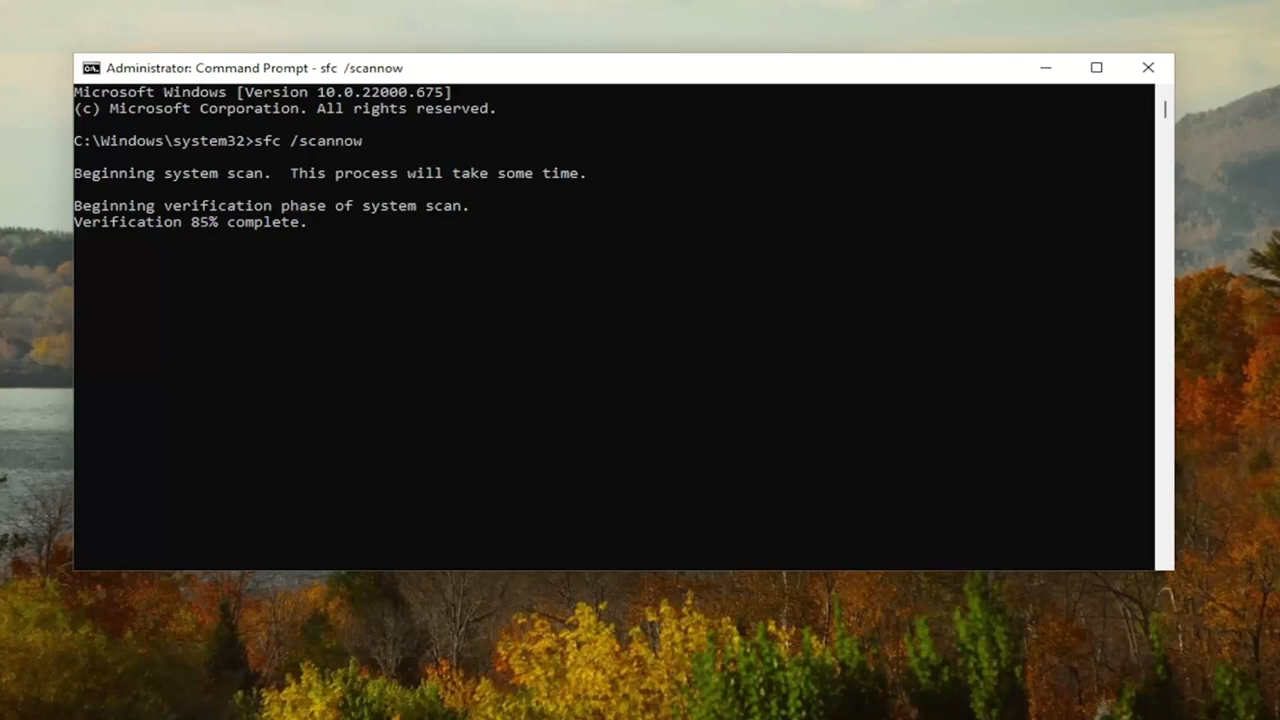 Administrator: Command Prompt - sfc  /scannow
Microsoft Windows [Version 10.0.22000.675]
(c) Microsoft Corporation. All rights reserved.
C:\Windows\system32>sfc /scannow
Beginning system scan.  This process will take some time.
Beginning verification phase of system scan.
Verification 85% complete.